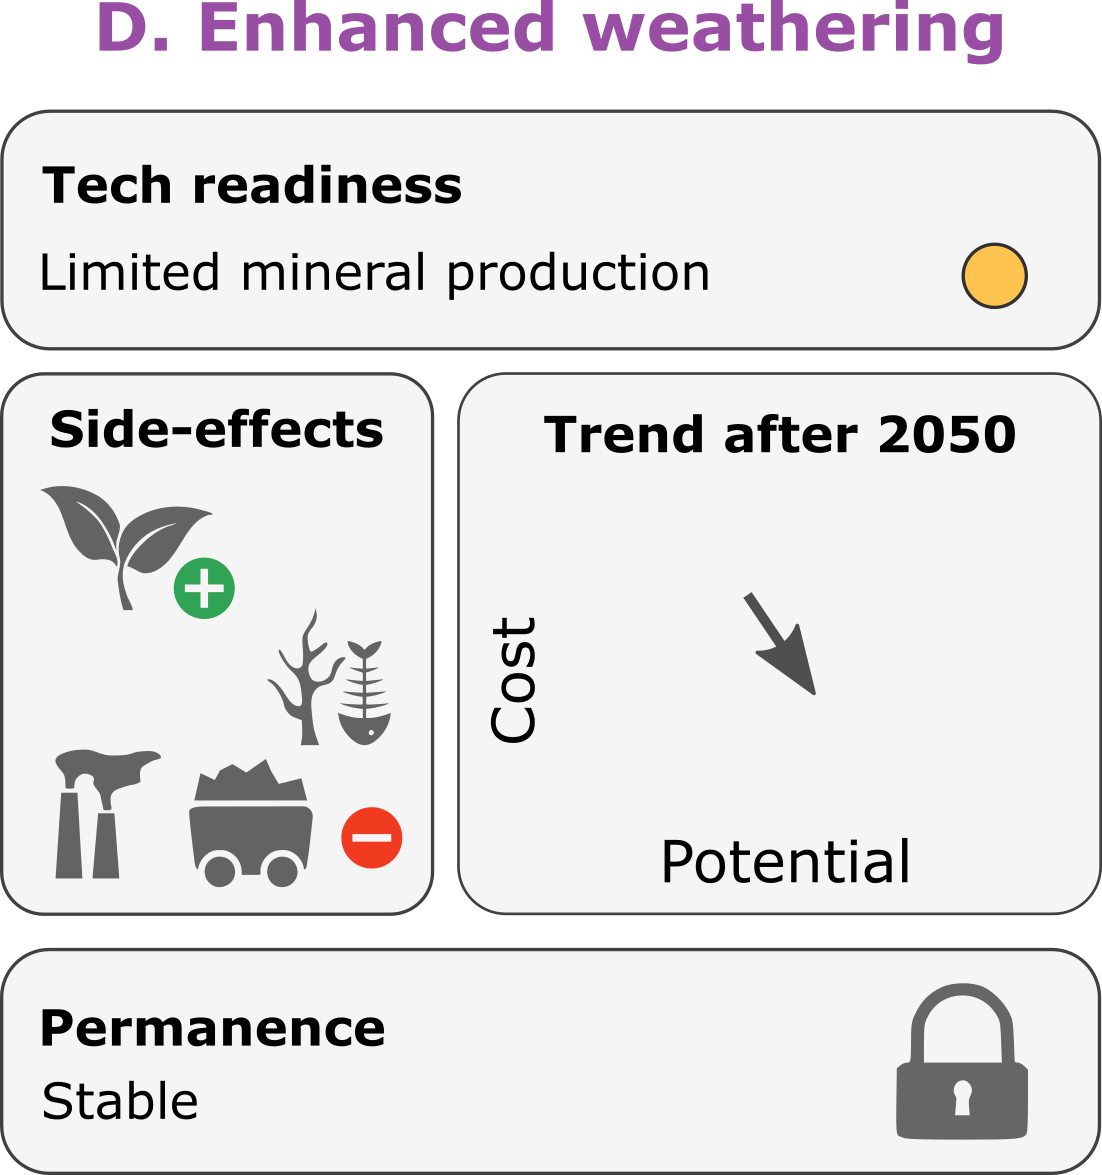 D. Enhanced weathering
Tech readiness
Limited mineral production
Side-effects
Trend after 2050
Cost
Potential
Permanence
Stable